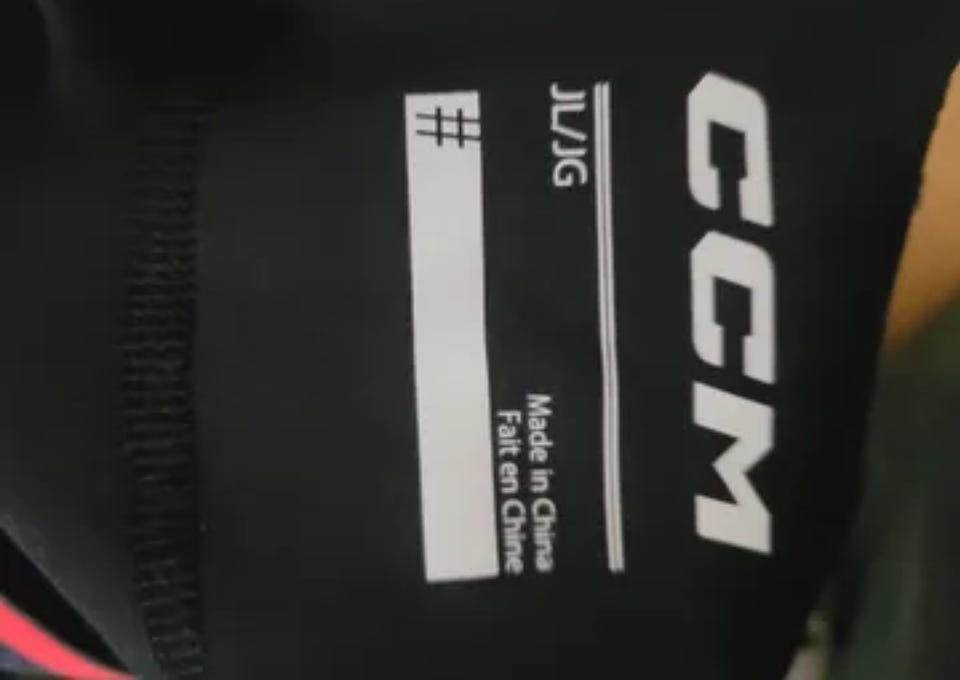 CCM
JL/JG
Made in China
Fait en Chine
#